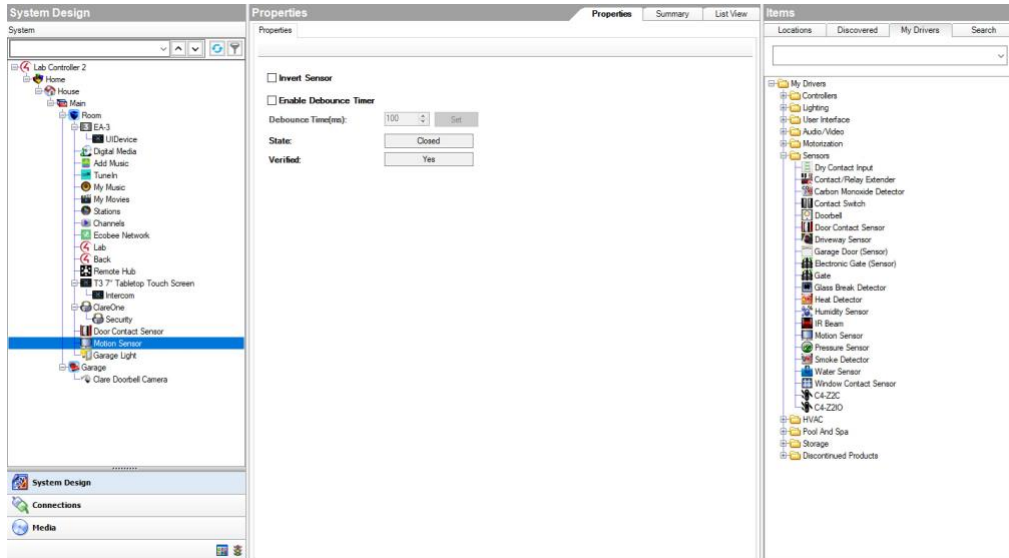 System Design
System
Lab Controller 2
Home
House
Main
Room
EA-3
UIDevice
Digital Media
Add Music
TuneIn
My Music
My Movies
Stations
Channels
Ecobee Network
Lab
Back
Remote Hub
T3 7" Tabletop Touch Screen
Intercom
ClareOne
Security
Door Contact Sensor
Motion Sensor
Garage Light
Garage
Clare Doorbell Camera
System Design
Connections
Media
Properties
Properties Summary List View
Properties
Invert Sensor
Enable Debounce Timer
Debounce Time(ms): 100 Set
State: Closed
Verified: Yes
Items
Locations Discovered My Drivers Search
My Drivers
Controllers
Lighting
User Interface
Audio/Video
Motorization
Sensors
Dry Contact Input
Contact/Relay Extender
Carbon Monoxide Detector
Contact Switch
Doorbell
Door Contact Sensor
Driveway Sensor
Garage Door (Sensor)
Electronic Gate (Sensor)
Gate
Glass Break Detector
Heat Detector
Humidity Sensor
IR Beam
Motion Sensor
Pressure Sensor
Smoke Detector
Water Sensor
Window Contact Sensor
C4-Z2C
C4-Z2IO
HVAC
Pool And Spa
Storage
Discontinued Products